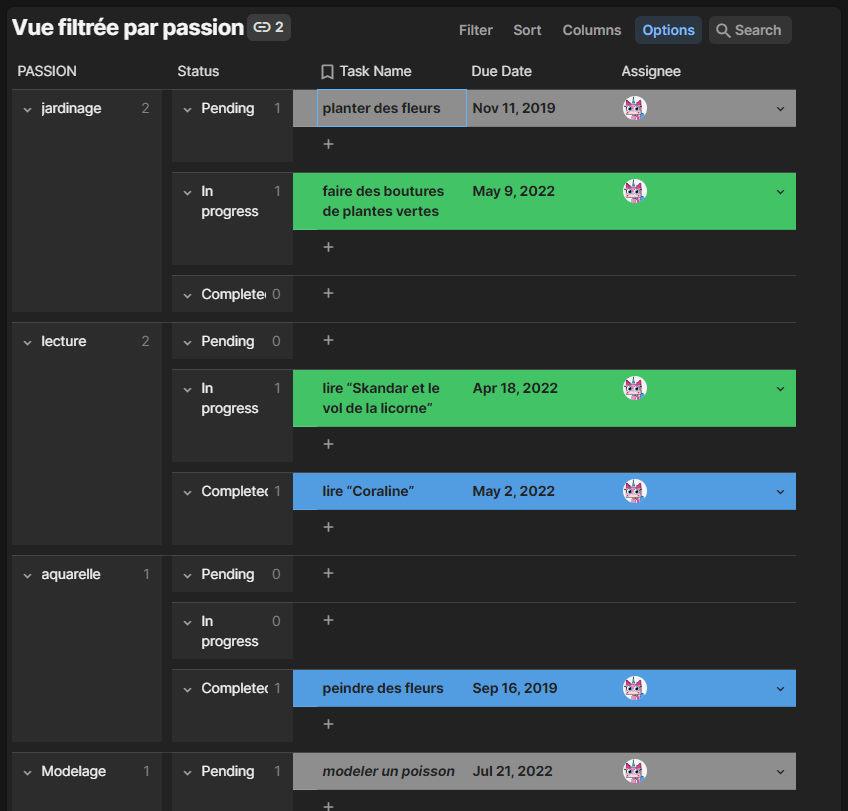 Vue filtrée par passion 2
Filter Sort Columns Options Search
PASSION Status Task Name Due Date Assignee
jardinage 2 Pending 1 planter des fleurs Nov 11, 2019
+
In progress 1 faire des boutures de plantes vertes May 9, 2022
+
Completed 0 +
lecture 2 Pending 0 +
In progress 1 lire “Skandar et le vol de la licorne” Apr 18, 2022
+
Completed 1 lire “Coraline” May 2, 2022
+
aquarelle 1 Pending 0 +
In progress 0 +
Completed 1 peindre des fleurs Sep 16, 2019
+
Modelage 1 Pending 1 modeler un poisson Jul 21, 2022
+